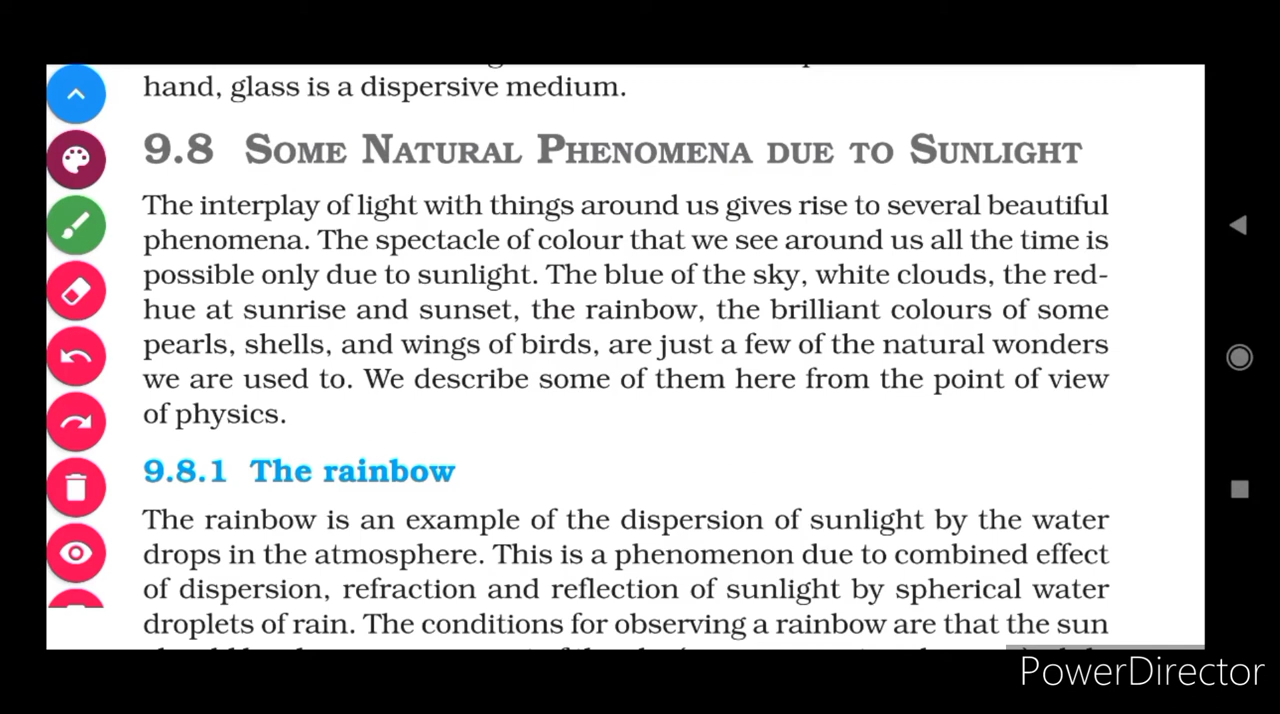 hand, glass is a dispersive medium.
9.8 SOME NATURAL PHENOMENA DUE TO SUNLIGHT
The interplay of light with things around us gives rise to several beautiful
phenomena. The spectacle of colour that we see around us all the time is
possible only due to sunlight. The blue of the sky, white clouds, the red-
hue at sunrise and sunset, the rainbow, the brilliant colours of some
pearls, shells, and wings of birds, are just a few of the natural wonders
we are used to. We describe some of them here from the point of view
of physics.
9.8.1 The rainbow
The rainbow is an example of the dispersion of sunlight by the water
drops in the atmosphere. This is a phenomenon due to combined effect
of dispersion, refraction and reflection of sunlight by spherical water
droplets of rain. The conditions for observing a rainbow are that the sun
PowerDirector